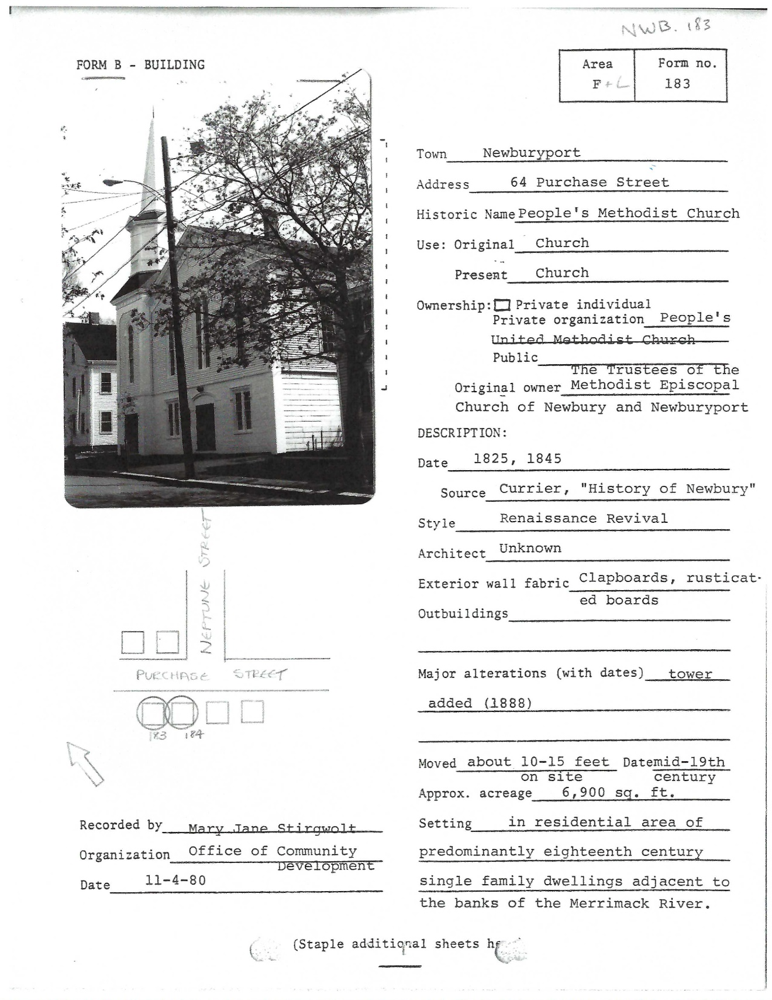 NWB. 183
FORM B - BUILDING
Area Form no.
F + L 183
Town Newburyport
Address 64 Purchase Street
Historic Name People's Methodist Church
Use: Original Church
Present Church
Ownership: Private individual
Private organization People's
United Methodist Church
Public
The Trustees of the
Original owner Methodist Episcopal
Church of Newbury and Newburyport
DESCRIPTION:
Date 1825, 1845
Source Currier, "History of Newbury"
Style Renaissance Revival
Architect Unknown
Exterior wall fabric Clapboards, rusticat-
ed boards
Outbuildings
Major alterations (with dates) tower
added (1888)
Moved about 10-15 feet Date mid-19th
on site century
Approx. acreage 6,900 sq. ft.
Setting in residential area of
predominantly eighteenth century
single family dwellings adjacent to
the banks of the Merrimack River.
NEPTUNE STREET
PURCHASE STREET
183 184
Recorded by Mary Jane Stirgwolt
Organization Office of Community
Development
Date 11-4-80
(Staple additional sheets